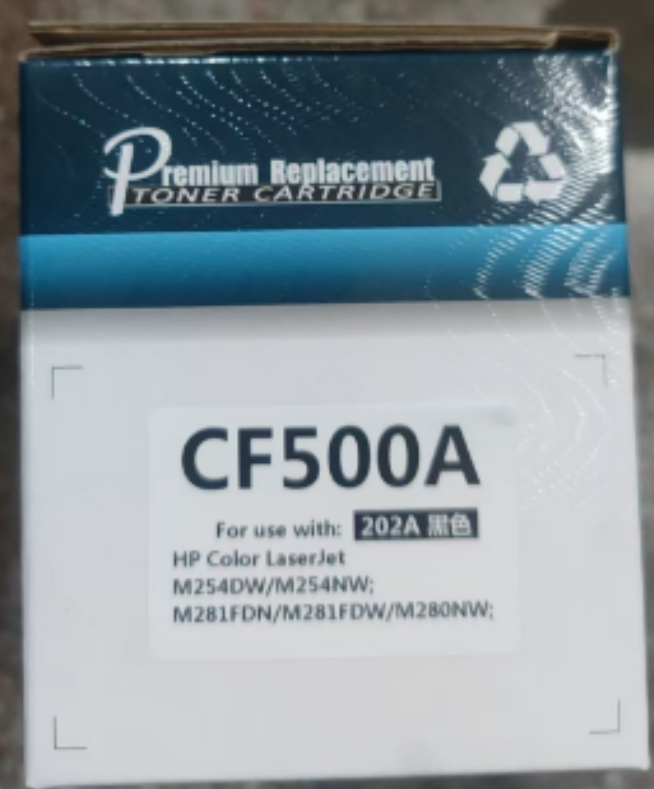 Premium Replacement
TONER CARTRIDGE
CF500A
For use with: 202A 黑色
HP Color LaserJet
M254DW/M254NW;
M281FDN/M281FDW/M280NW;